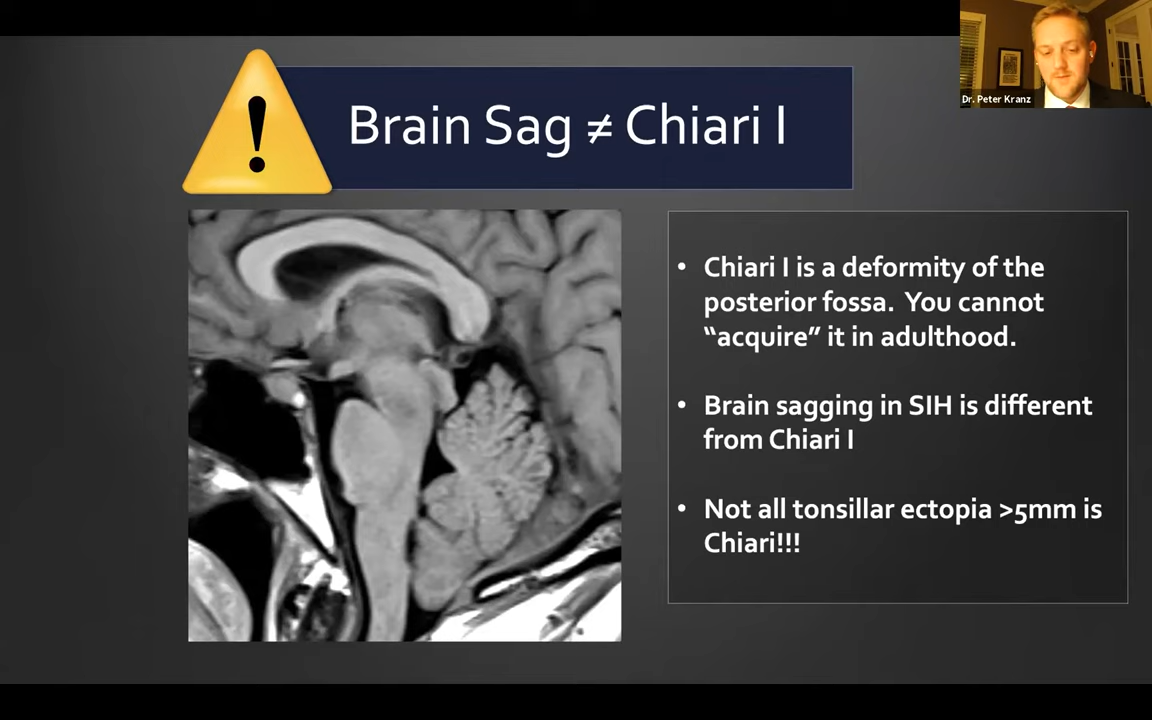 Dr. Peter Kranz
!
Brain Sag ≠ Chiari I
• Chiari I is a deformity of the
posterior fossa. You cannot
“acquire” it in adulthood.
• Brain sagging in SIH is different
from Chiari I
• Not all tonsillar ectopia >5mm is
Chiari!!!